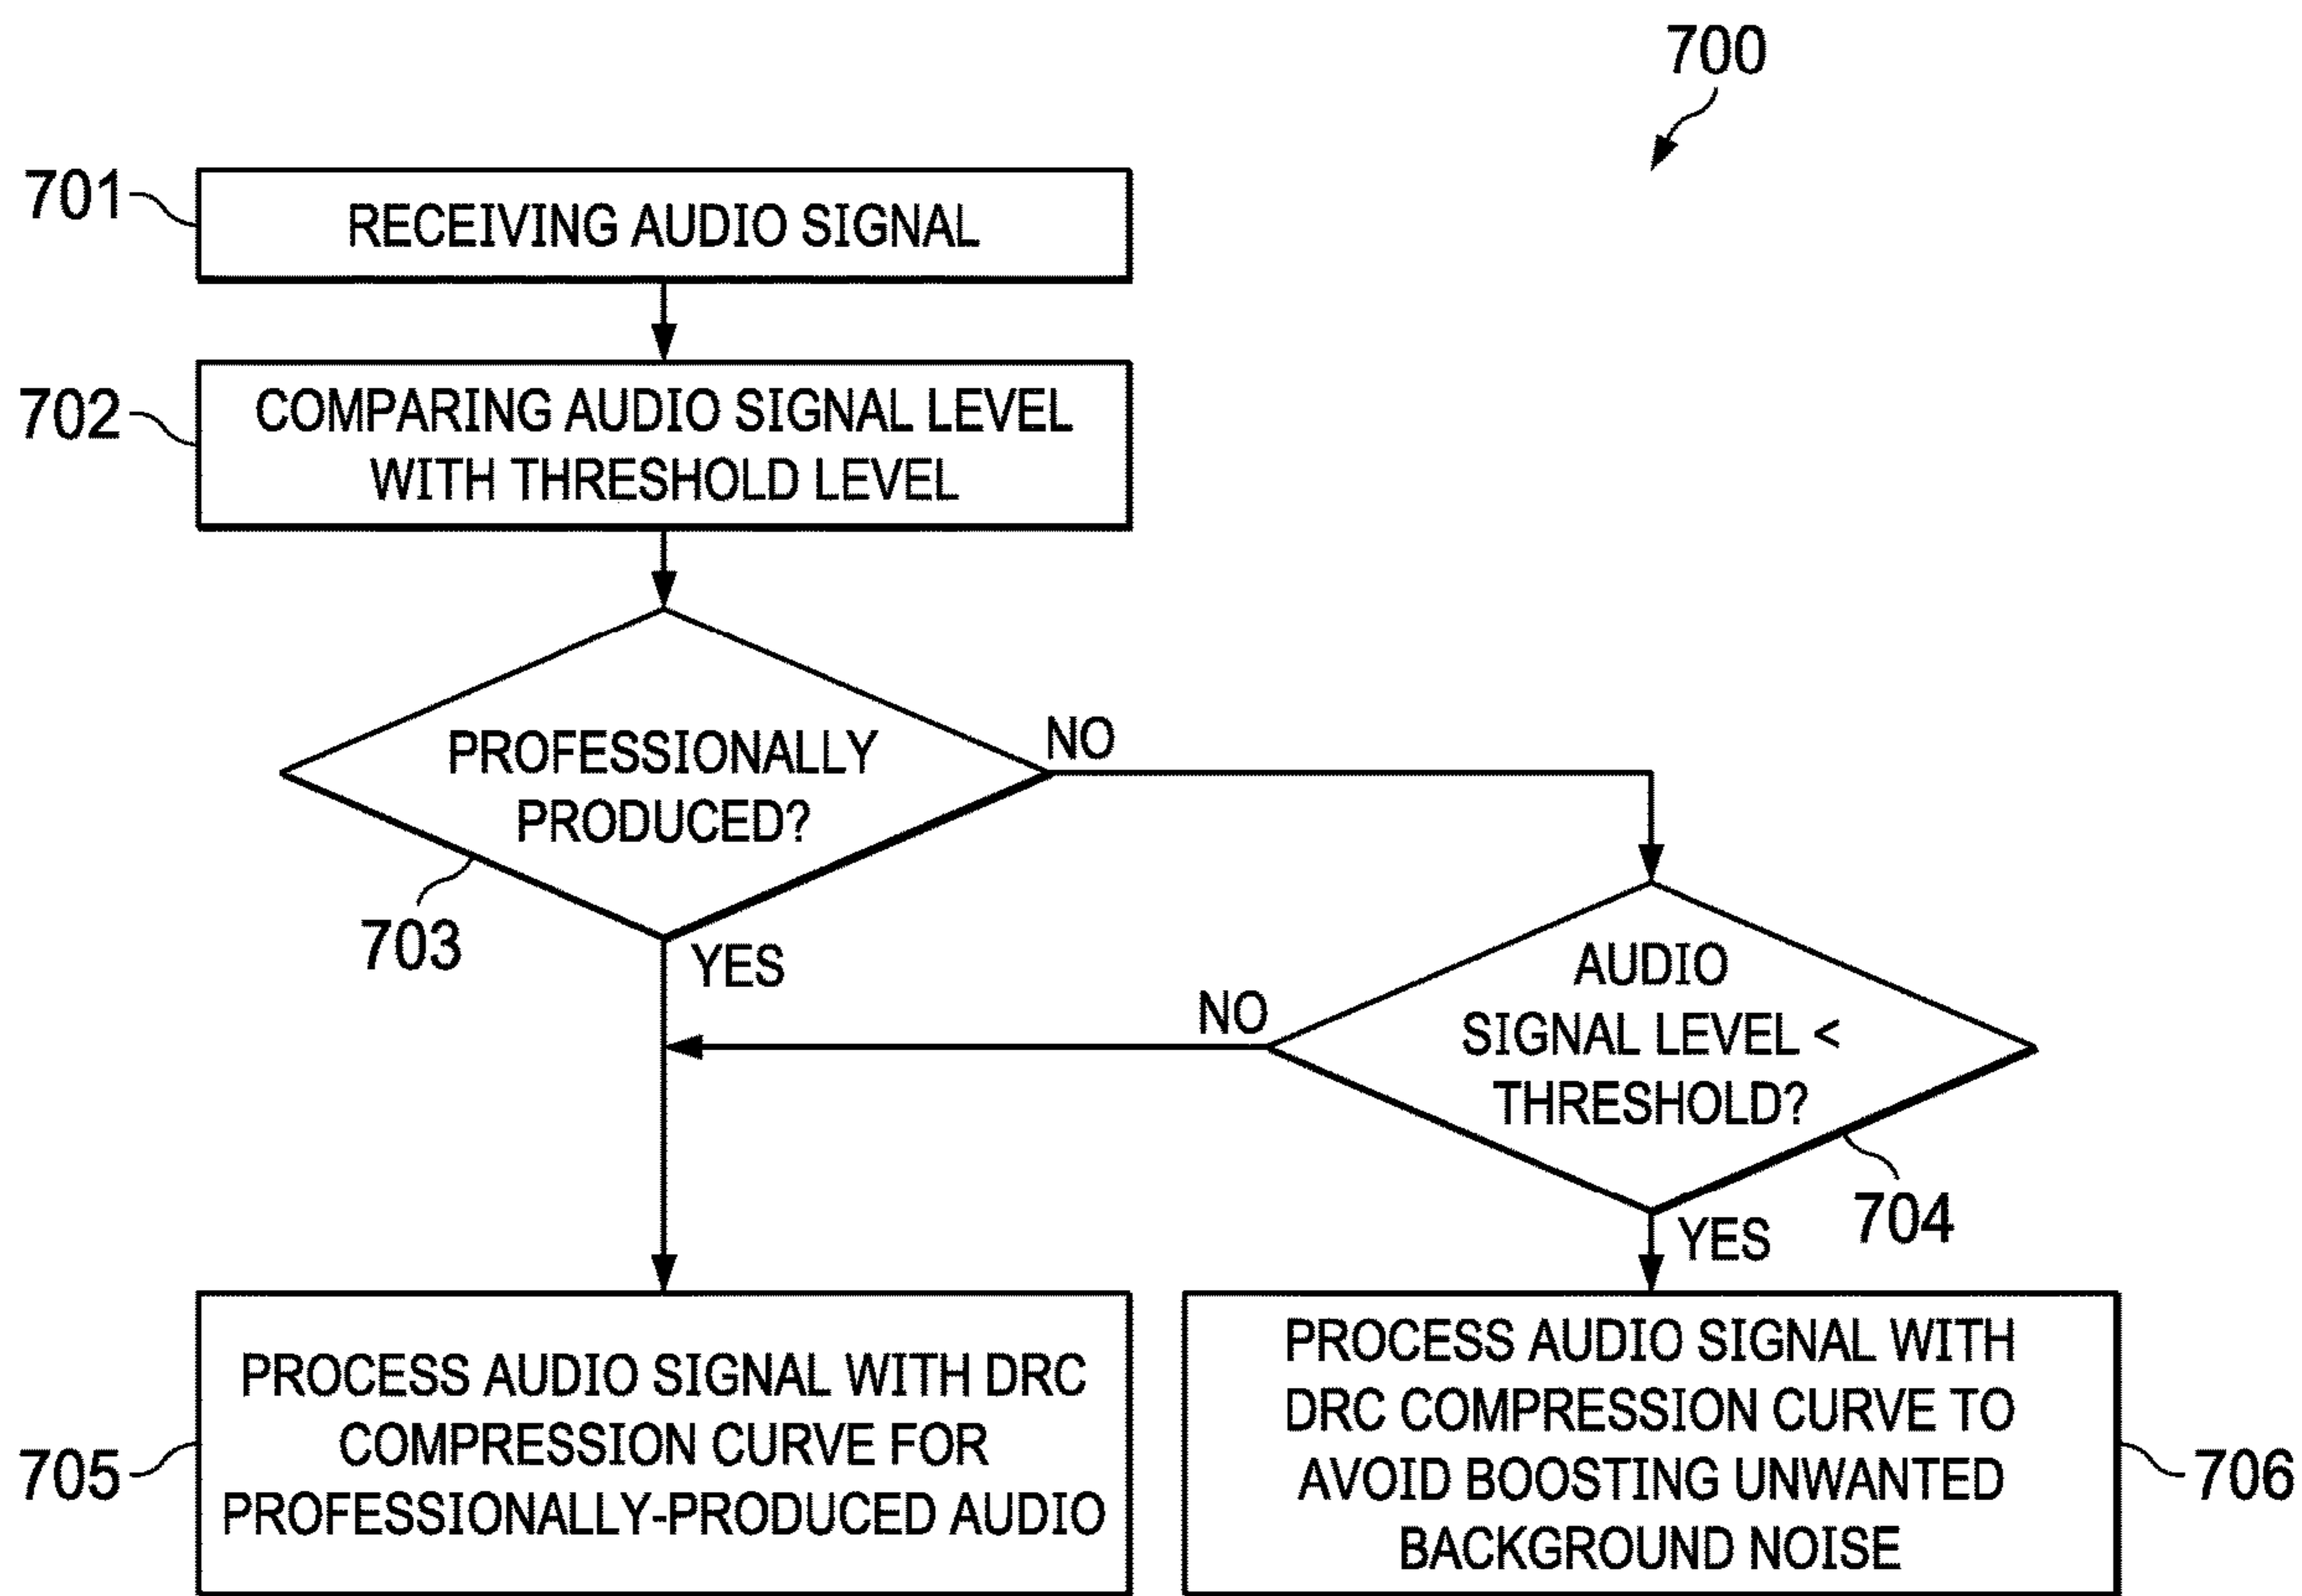 700
701
RECEIVING AUDIO SIGNAL
702
COMPARING AUDIO SIGNAL LEVEL
WITH THRESHOLD LEVEL
PROFESSIONALLY
PRODUCED?
NO
703
YES
AUDIO
SIGNAL LEVEL <
THRESHOLD?
NO
704
YES
705
PROCESS AUDIO SIGNAL WITH DRC
COMPRESSION CURVE FOR
PROFESSIONALLY-PRODUCED AUDIO
PROCESS AUDIO SIGNAL WITH
DRC COMPRESSION CURVE TO
AVOID BOOSTING UNWANTED
BACKGROUND NOISE
706